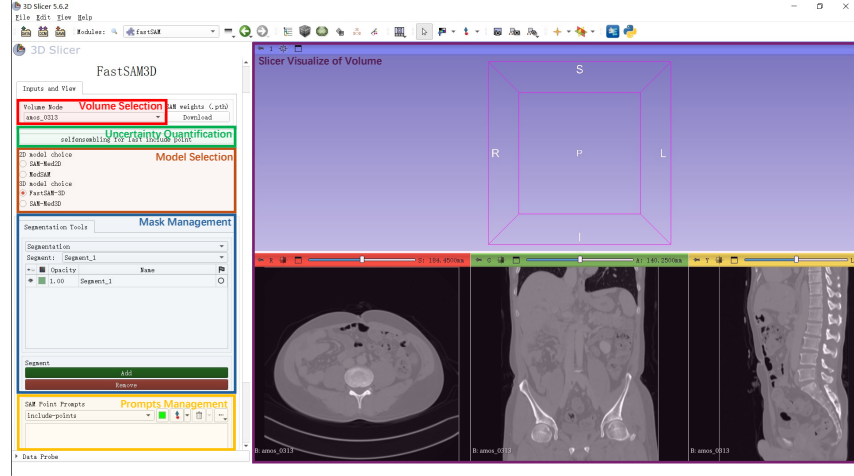 3D Slicer 5.6.2
File Edit View Help
Modules: fastSAM
3D Slicer
FastSAM3D
Inputs and View
Volume Node Volume Selection SAM weights (.pth)
amos_0313 Download
Uncertainty Quantification
selfensembling for last include point
2D model choice Model Selection
SAM-Med2D
MedSAM
3D model choice
FastSAM-3D
SAM-Med3D
Mask Management
Segmentation Tools
Segmentation
Segment: Segment_1
Opacity Name
1.00 Segment_1
Segment
Add
Remove
SAM Point Prompts Prompts Management
include-points
Data Probe
1
Slicer Visualize of Volume
S
R P L
I
R S: 184.4500mm
G A: 140.2500mm
Y L
B: amos_0313
B: amos_0313
B: amos_0313